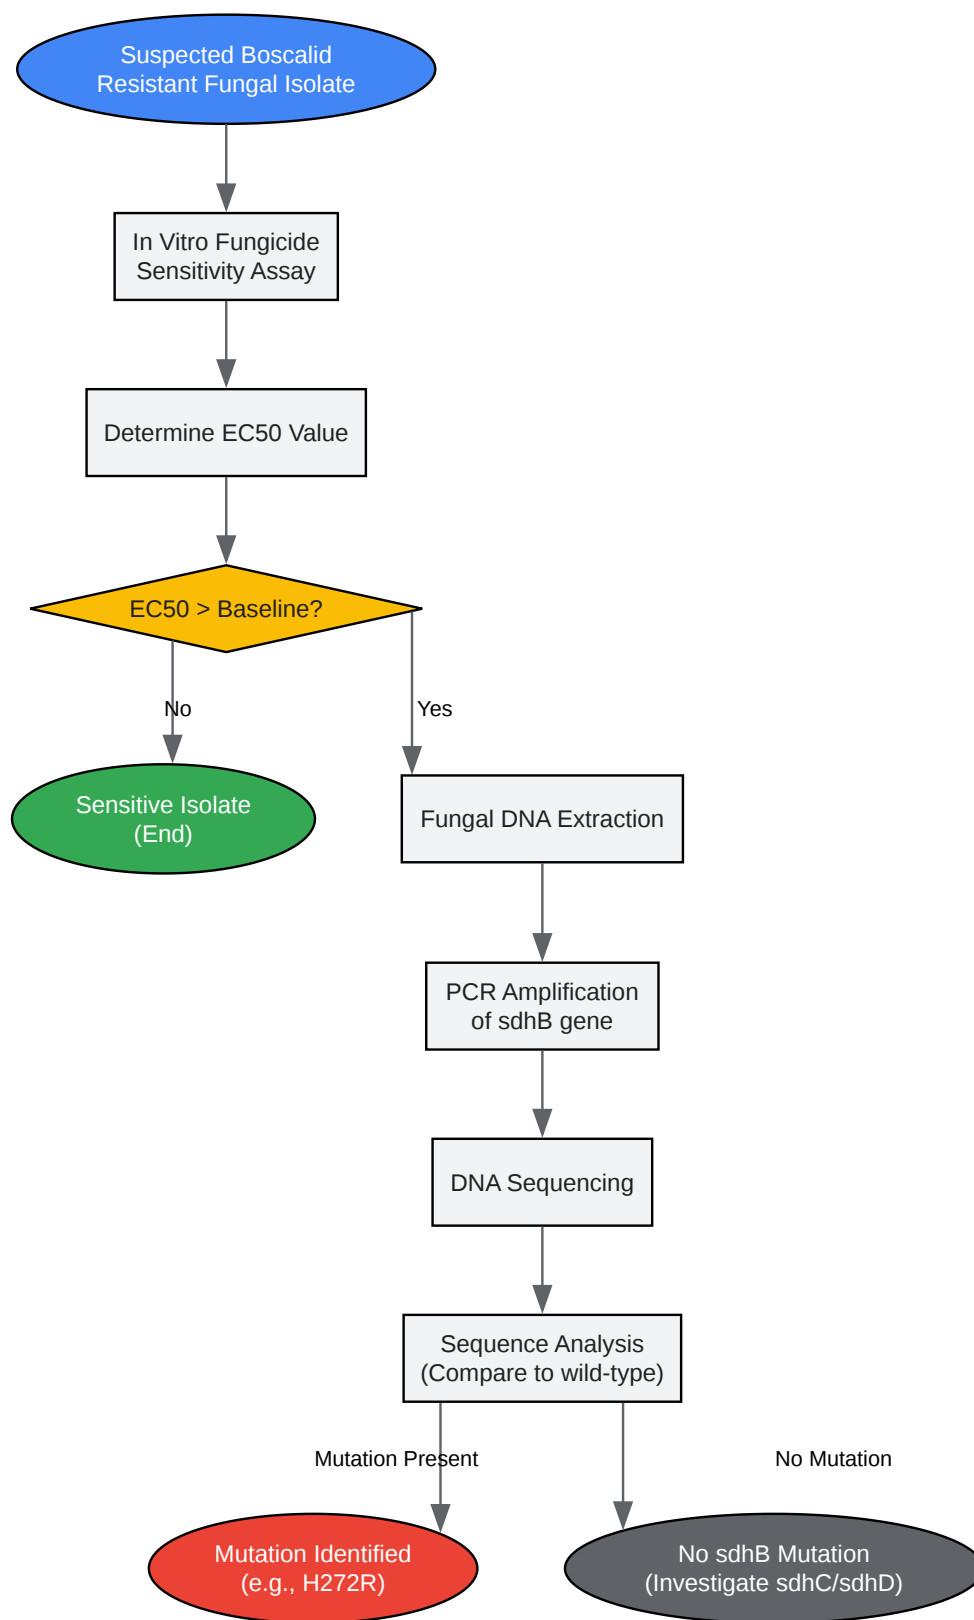 Suspected Boscalid
Resistant Fungal Isolate
In Vitro Fungicide
Sensitivity Assay
Determine EC50 Value
EC50 > Baseline?
No
Yes
Sensitive Isolate
(End)
Fungal DNA Extraction
PCR Amplification
of sdhB gene
DNA Sequencing
Sequence Analysis
(Compare to wild-type)
Mutation Present
No Mutation
Mutation Identified
(e.g., H272R)
No sdhB Mutation
(Investigate sdhC/sdhD)